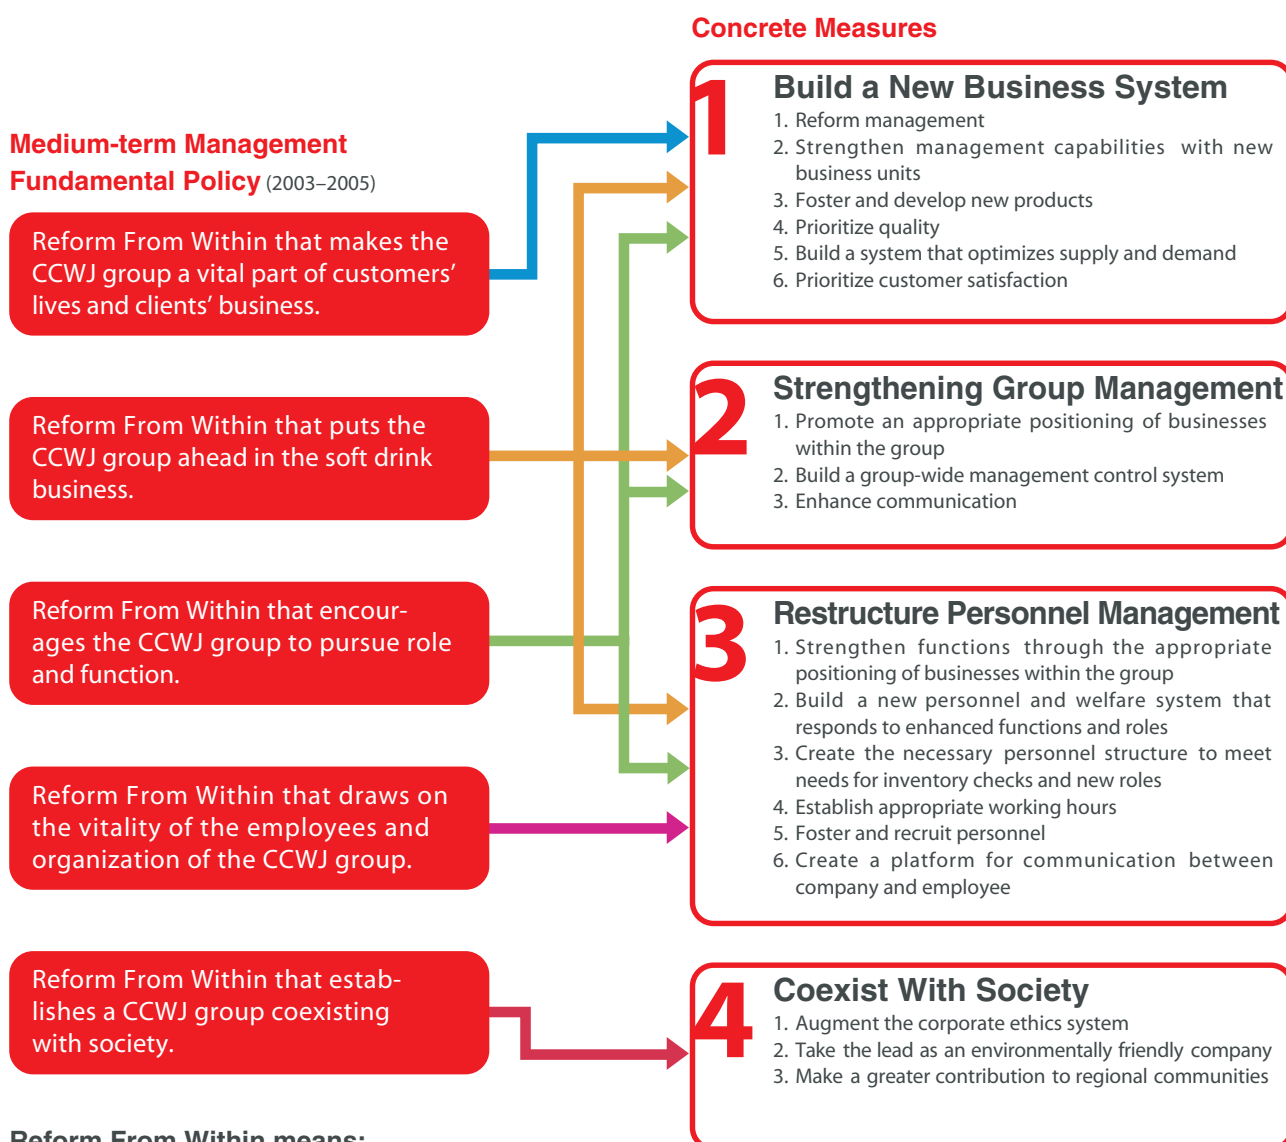 Medium-term Management
Fundamental Policy (2003–2005)
Reform From Within that makes the
CCWJ group a vital part of customers'
lives and clients' business.
Reform From Within that puts the
CCWJ group ahead in the soft drink
business.
Reform From Within that encour-
ages the CCWJ group to pursue role
and function.
Reform From Within that draws on
the vitality of the employees and
organization of the CCWJ group.
Reform From Within that estab-
lishes a CCWJ group coexisting
with society.
Reform From Within means:
Concrete Measures
1
Build a New Business System
1. Reform management
2. Strengthen management capabilities with new
business units
3. Foster and develop new products
4. Prioritize quality
5. Build a system that optimizes supply and demand
6. Prioritize customer satisfaction
2
Strengthening Group Management
1. Promote an appropriate positioning of businesses
within the group
2. Build a group-wide management control system
3. Enhance communication
3
Restructure Personnel Management
1. Strengthen functions through the appropriate
positioning of businesses within the group
2. Build a new personnel and welfare system that
responds to enhanced functions and roles
3. Create the necessary personnel structure to meet
needs for inventory checks and new roles
4. Establish appropriate working hours
5. Foster and recruit personnel
6. Create a platform for communication between
company and employee
4
Coexist With Society
1. Augment the corporate ethics system
2. Take the lead as an environmentally friendly company
3. Make a greater contribution to regional communities